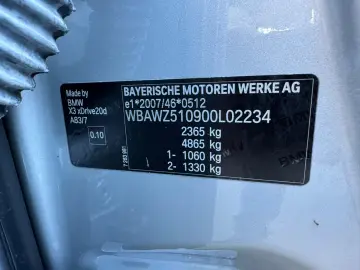 Made by
BMW
X3 xDrive20d
A83/7
0.10
BAYERISCHE MOTOREN WERKE AG
e1*2007/46*0512
WBAWZ510900L02234
2365 kg
4865 kg
1- 1060 kg
2- 1330 kg